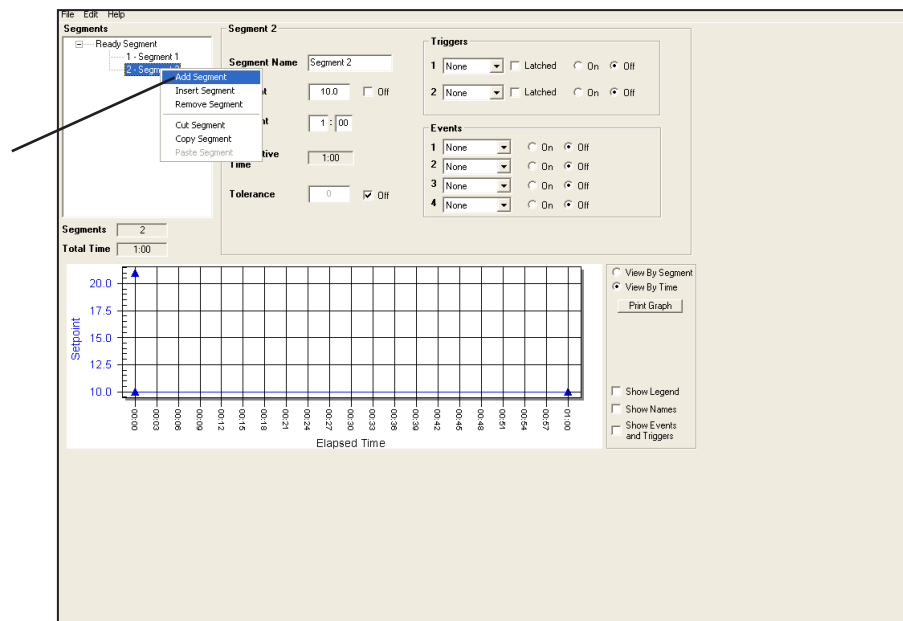 File Edit Help
Segments
Ready Segment
1 - Segment 1
2 - Segment 2
Add Segment
Insert Segment
Remove Segment
Cut Segment
Copy Segment
Paste Segment
Segments 2
Total Time 1:00
Segment 2
Segment Name Segment 2
10.0 Off
1 : 00
Time 1:00
Tolerance 0 Off
Triggers
1 None Latched On Off
2 None Latched On Off
Events
1 None On Off
2 None On Off
3 None On Off
4 None On Off
Setpoint
20.0
17.5
15.0
12.5
10.0
00:00 00:03 00:06 00:09 00:12 00:15 00:18 00:21 00:24 00:27 00:30 00:33 00:36 00:39 00:42 00:45 00:48 00:51 00:54 00:57 01:00
Elapsed Time
View By Segment
View By Time
Print Graph
Show Legend
Show Names
Show Events
and Triggers